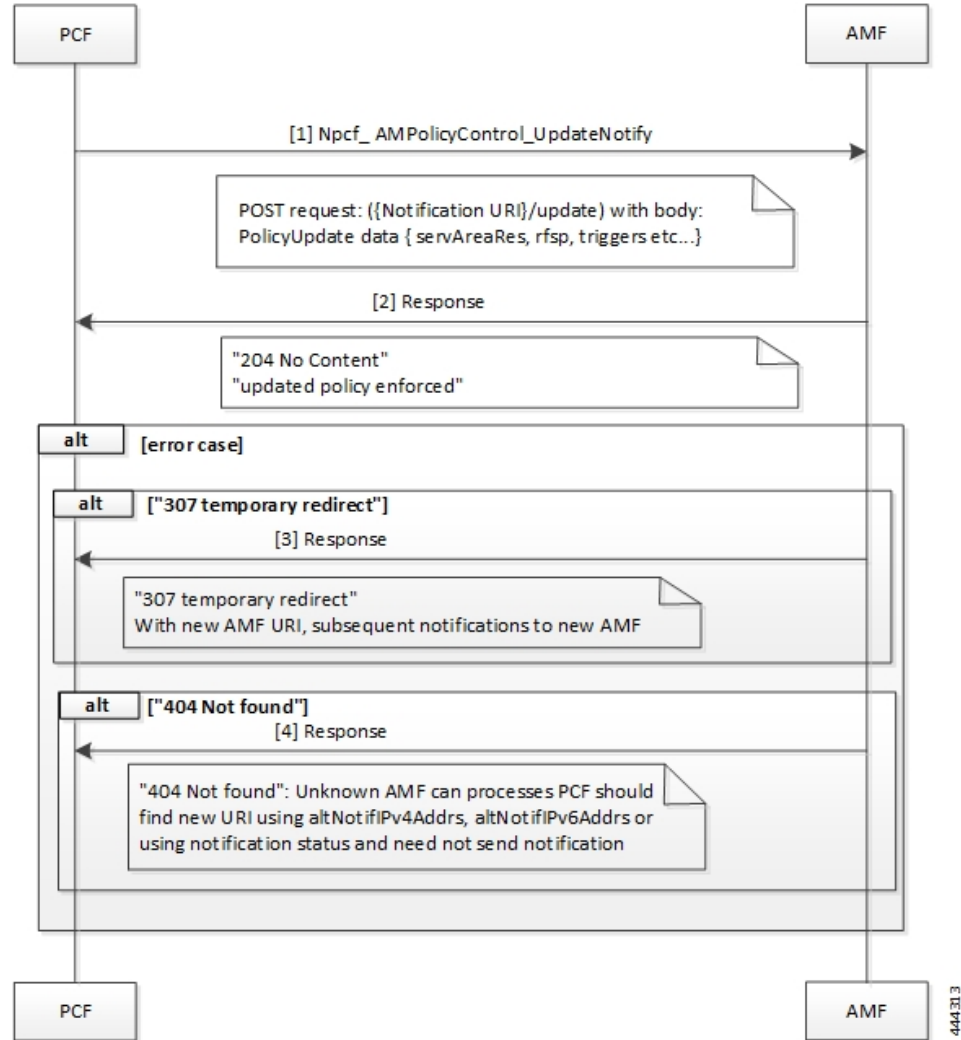 PCF
AMF
[1] Npcf_ AMPolicyControl_UpdateNotify
POST request: ({Notification URI}/update) with body:
PolicyUpdate data { servAreaRes, rfsp, triggers etc...}
[2] Response
"204 No Content"
"updated policy enforced"
alt
[error case]
alt
["307 temporary redirect"]
[3] Response
"307 temporary redirect"
With new AMF URI, subsequent notifications to new AMF
alt
["404 Not found"]
[4] Response
"404 Not found": Unknown AMF can processes PCF should
find new URI using altNotifIPv4Addrs, altNotifIPv6Addrs or
using notification status and need not send notification
PCF
AMF
444313